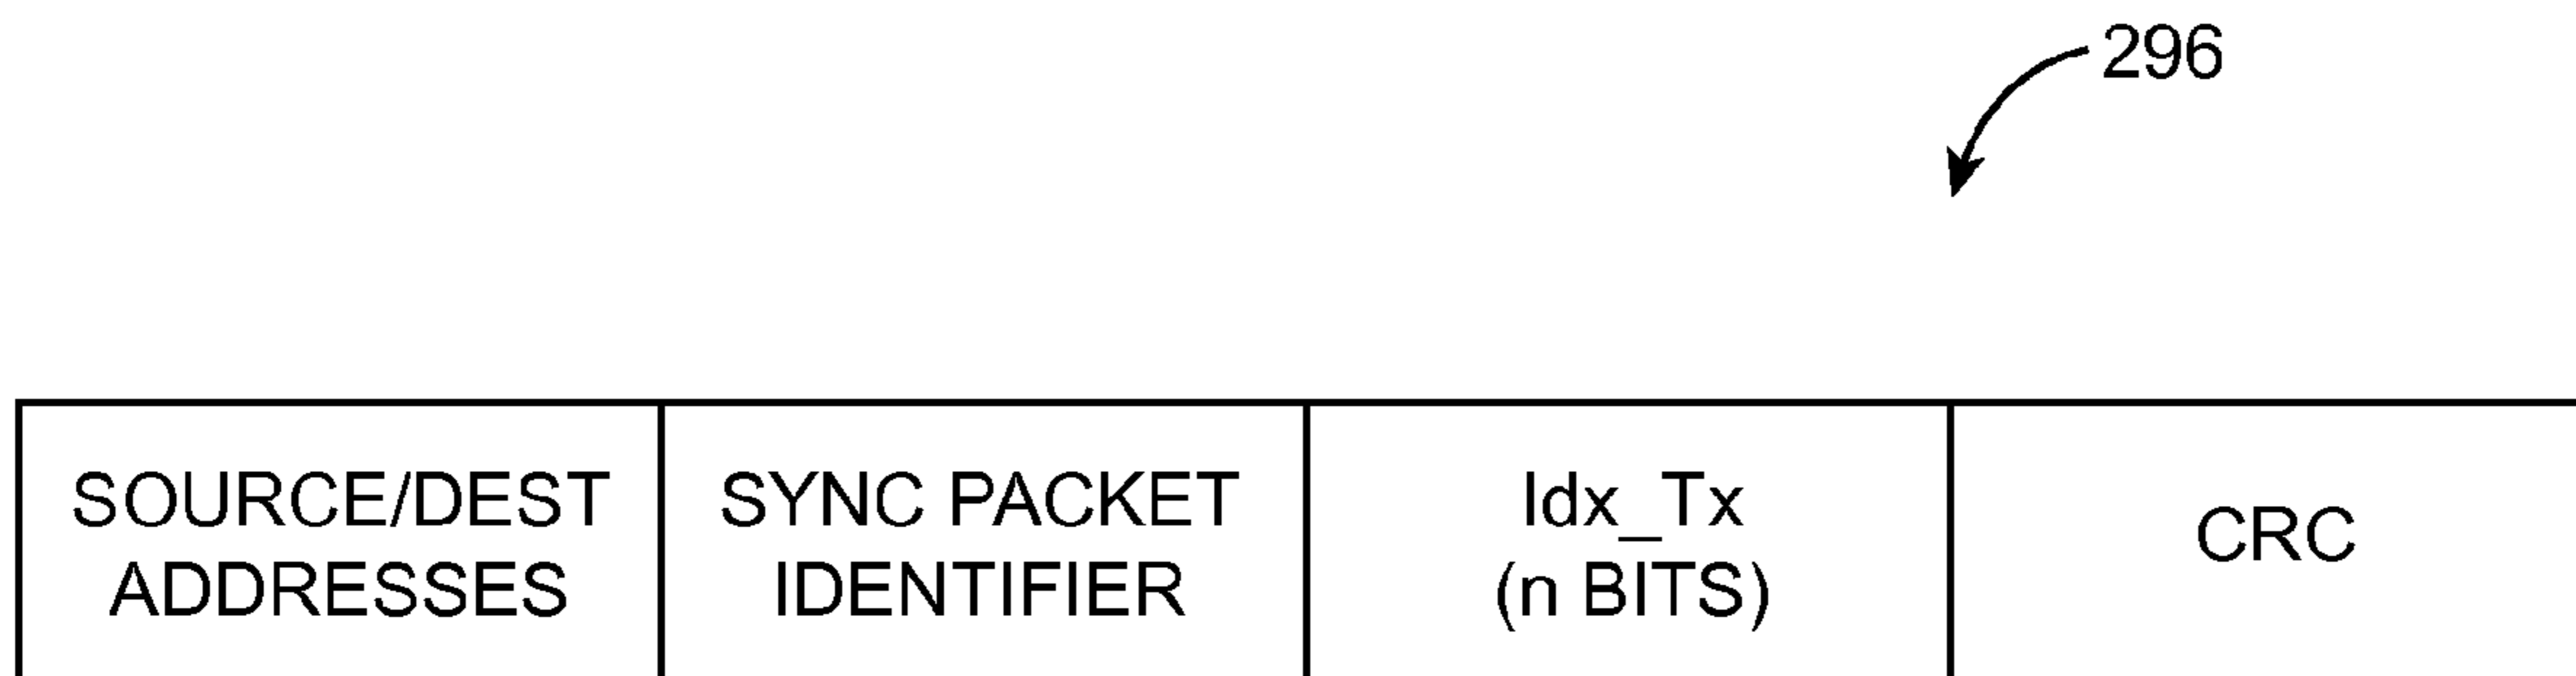 296
SOURCE/DEST
ADDRESSES
SYNC PACKET
IDENTIFIER
Idx_Tx
(n BITS)
CRC